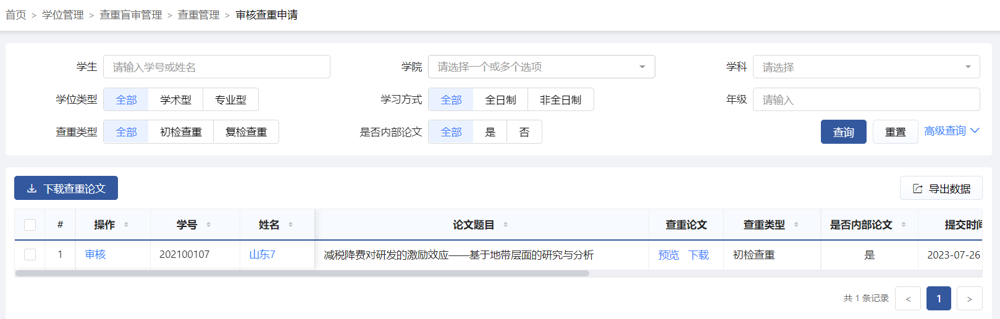 首页 > 学位管理 > 查重盲审管理 > 查重管理 > 审核查重申请
学生 请输入学号或姓名 学院 请选择一个或多个选项 学科 请选择
学位类型 全部 学术型 专业型 学习方式 全部 全日制 非全日制 年级 请输入
查重类型 全部 初检查重 复检查重 是否内部论文 全部 是 否 查询 重置 高级查询
下载查重论文 导出数据
# 操作 学号 姓名 论文题目 查重论文 查重类型 是否内部论文 提交时间
1 审核 202100107 山东7 减税降费对研发的激励效应——基于地带层面的研究与分析 预览 下载 初检查重 是 2023-07-26
共 1 条记录 < 1 >